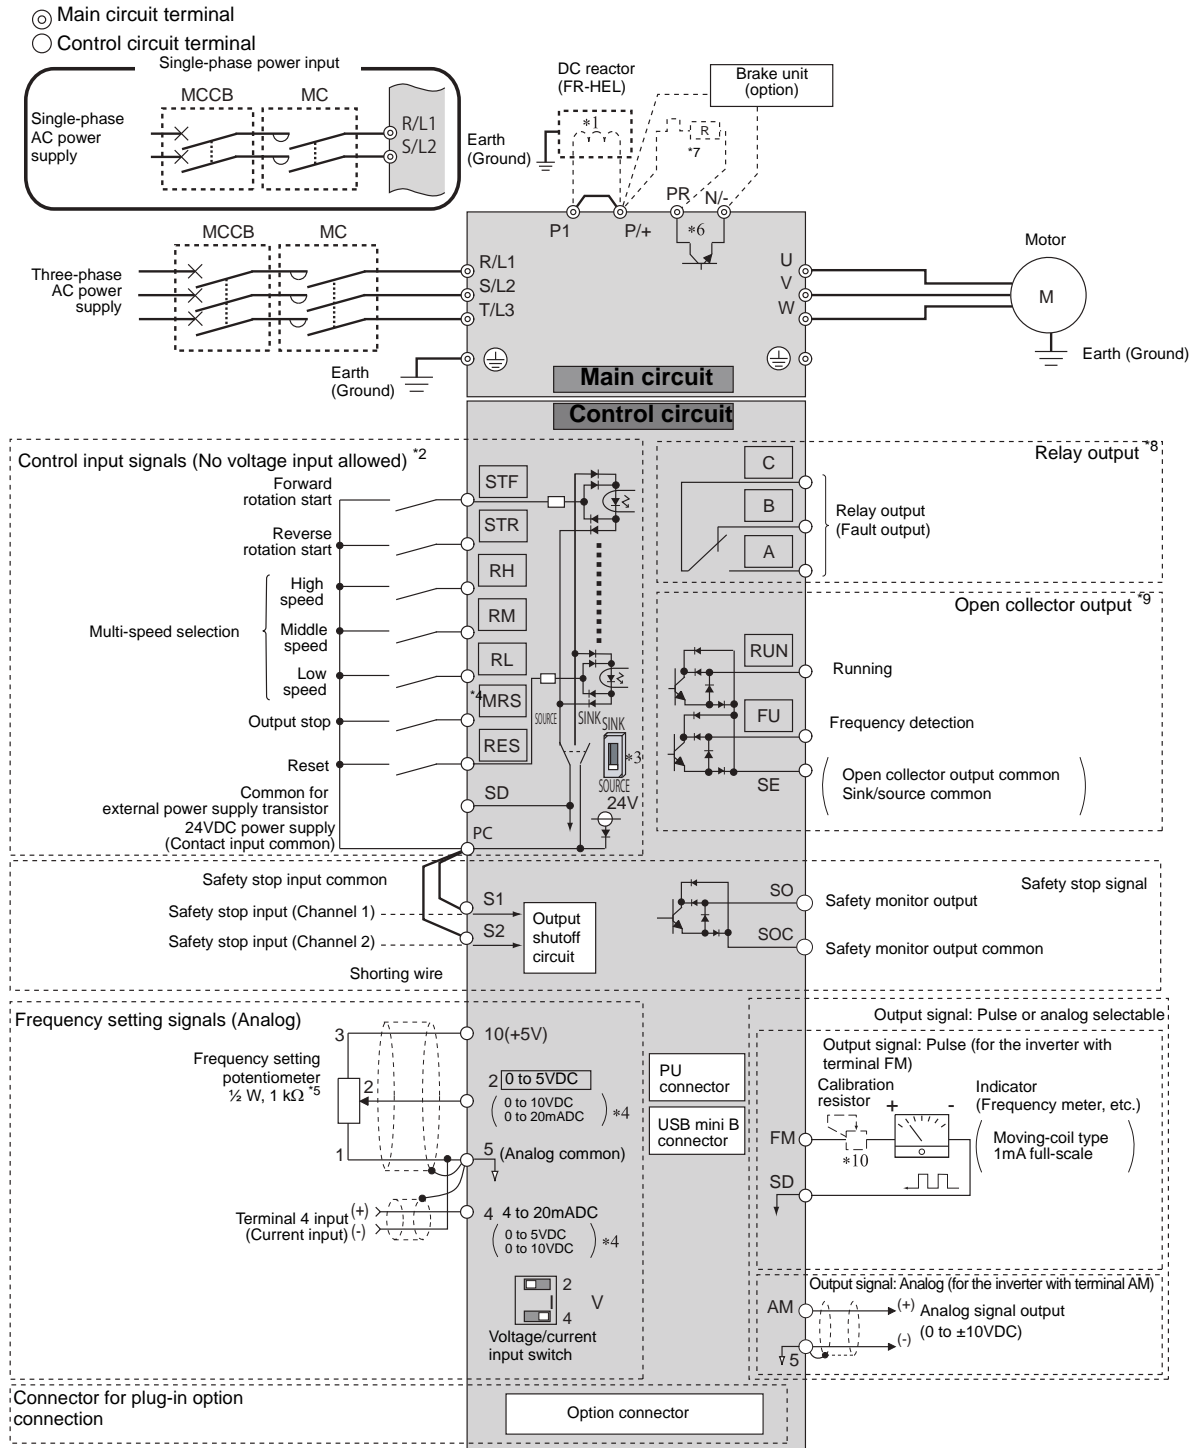 Main circuit terminal
Control circuit terminal
Single-phase power input
MCCB
MC
Single-phase
AC power
supply
R/L1
S/L2
Earth
(Ground)
DC reactor
(FR-HEL)
*1
Brake unit
(option)
R
*7
P1
P/+
PR
N/-
*6
MCCB
MC
Three-phase
AC power
supply
R/L1
S/L2
T/L3
Earth
(Ground)
U
V
W
Motor
M
Earth (Ground)
Main circuit
Control circuit
Control input signals (No voltage input allowed) *2
Forward
rotation start
Reverse
rotation start
High
speed
Multi-speed selection
Middle
speed
Low
speed
Output stop
Reset
Common for
external power supply transistor
24VDC power supply
(Contact input common)
STF
STR
RH
RM
RL
*4
MRS
RES
SD
PC
SOURCE
SINK
SINK
*3
SOURCE
24V
Relay output *8
C
B
A
Relay output
(Fault output)
Open collector output *9
RUN
Running
FU
Frequency detection
SE
Open collector output common
Sink/source common
Safety stop input common
Safety stop input (Channel 1)
Safety stop input (Channel 2)
Shorting wire
S1
S2
Output
shutoff
circuit
Safety stop signal
SO
Safety monitor output
SOC
Safety monitor output common
Frequency setting signals (Analog)
Frequency setting
potentiometer
½ W, 1 kΩ *5
3
2
1
10(+5V)
2 0 to 5VDC
0 to 10VDC
0 to 20mADC
*4
5 (Analog common)
Terminal 4 input
(Current input)
(+)
(-)
4 4 to 20mADC
0 to 5VDC
0 to 10VDC
*4
I
2
4
V
Voltage/current
input switch
PU
connector
USB mini B
connector
Output signal: Pulse or analog selectable
Output signal: Pulse (for the inverter with
terminal FM)
Calibration
resistor
+ -
Indicator
(Frequency meter, etc.)
Moving-coil type
1mA full-scale
FM
*10
SD
Output signal: Analog (for the inverter with terminal AM)
AM
(+) Analog signal output
(0 to ±10VDC)
(-)
5
Connector for plug-in option
connection
Option connector